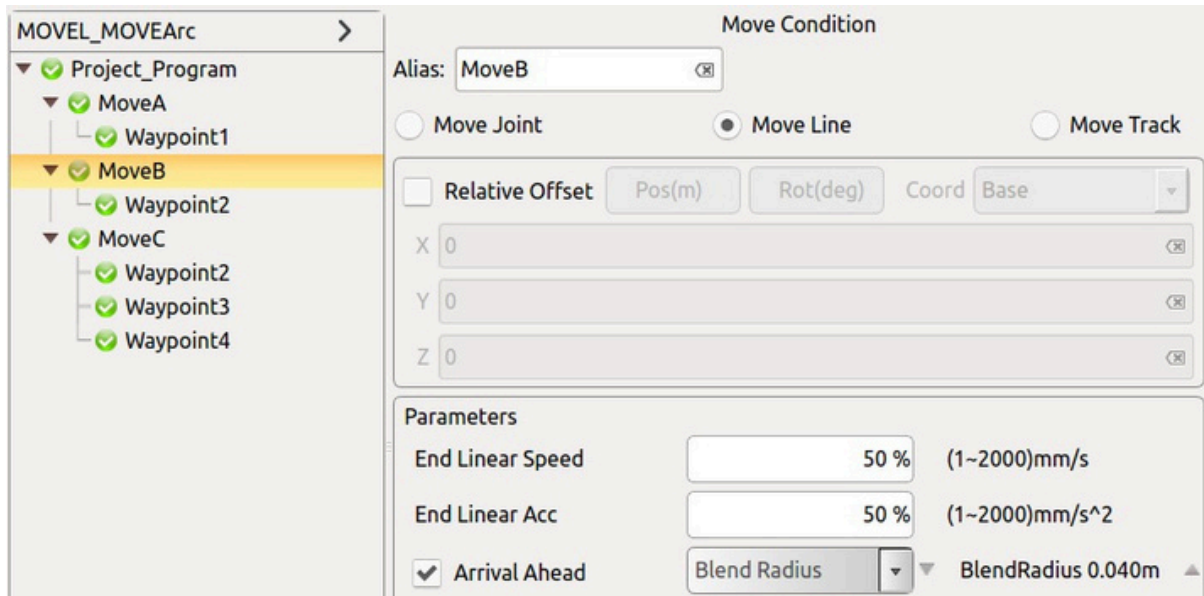 MOVEL_MOVEArc
Project_Program
MoveA
Waypoint1
MoveB
Waypoint2
MoveC
Waypoint2
Waypoint3
Waypoint4
Move Condition
Alias: MoveB
Move Joint Move Line Move Track
Relative Offset Pos(m) Rot(deg) Coord Base
X 0
Y 0
Z 0
Parameters
End Linear Speed 50 % (1~2000)mm/s
End Linear Acc 50 % (1~2000)mm/s^2
Arrival Ahead Blend Radius BlendRadius 0.040m